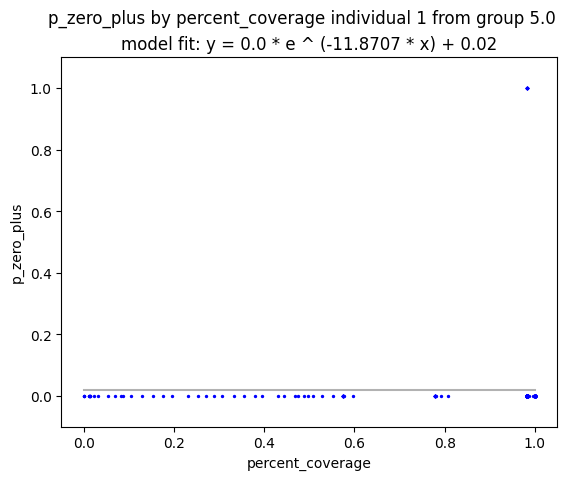 p_zero_plus by percent_coverage individual 1 from group 5.0
model fit: y = 0.0 * e ^ (-11.8707 * x) + 0.02
1.0
0.8
0.6
0.4
0.2
0.0
p_zero_plus
0.0 0.2 0.4 0.6 0.8 1.0
percent_coverage